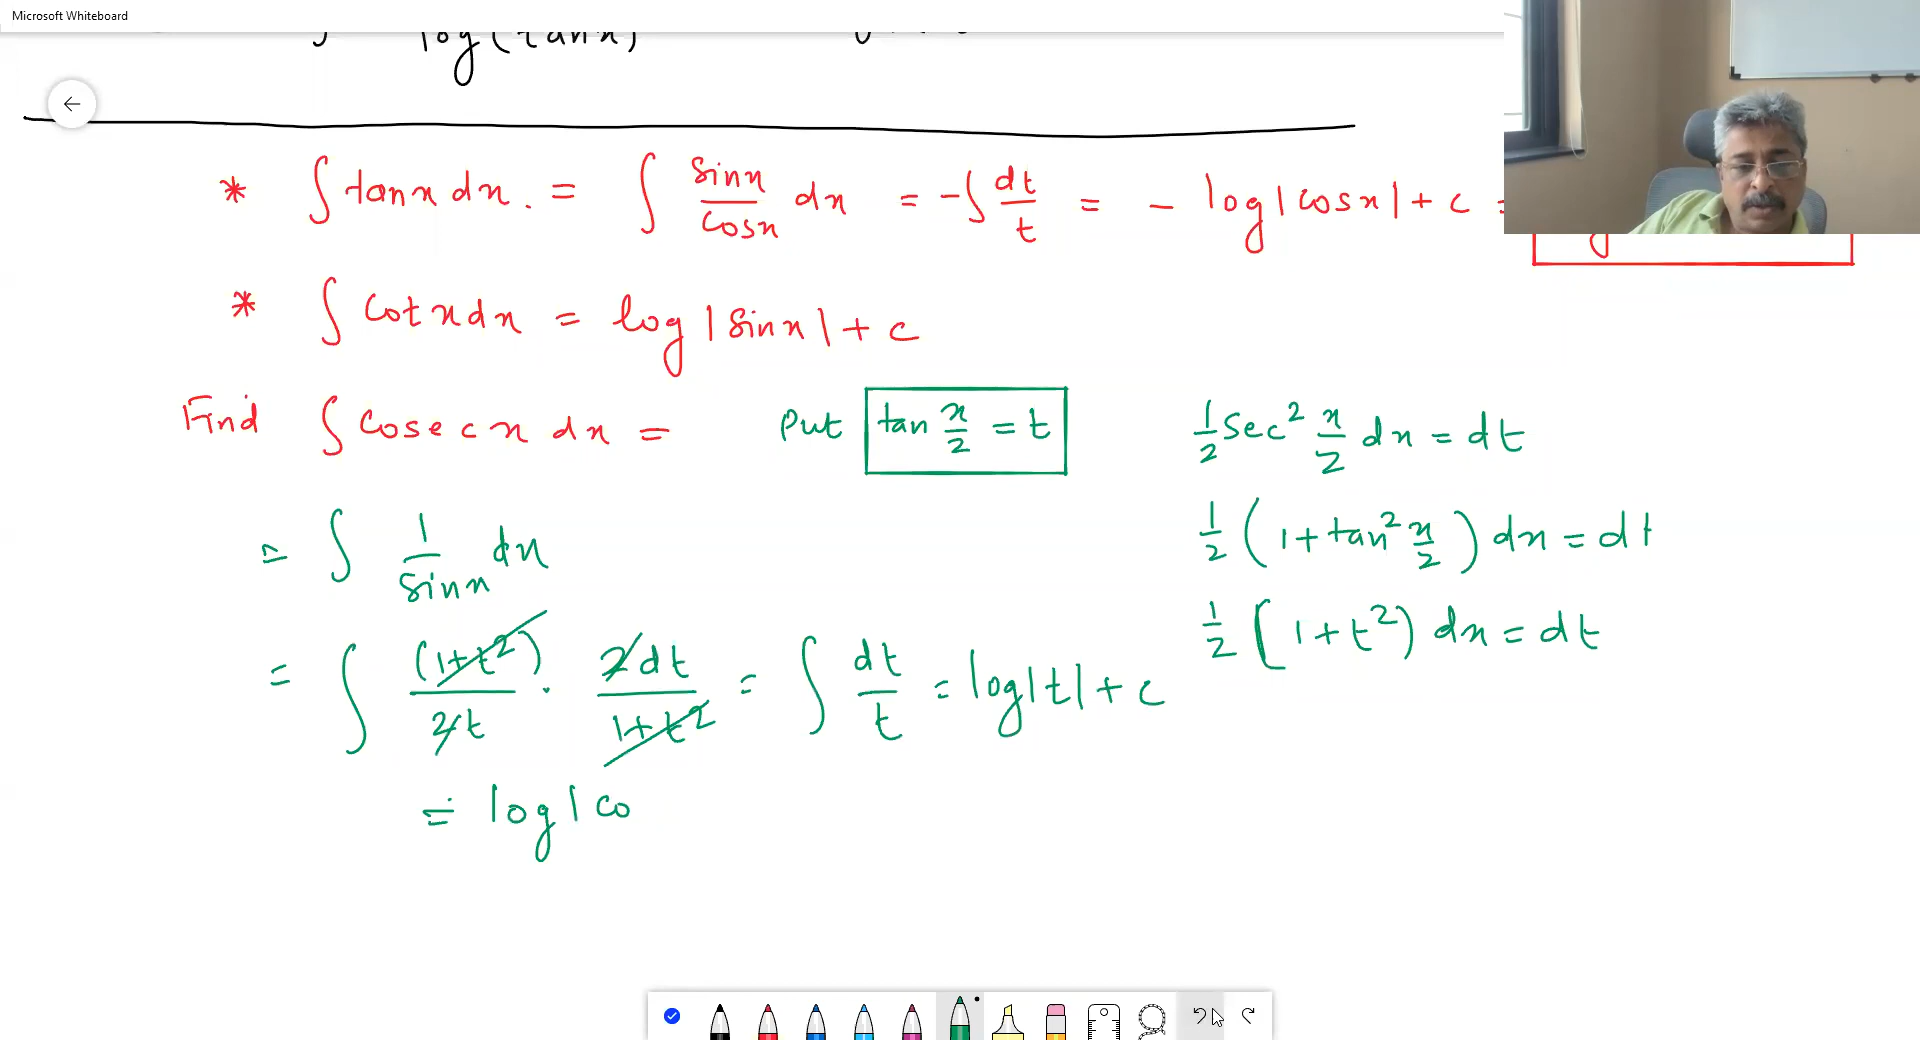 Microsoft Whiteboard
log(tanx)
* ∫ tanx dx. = ∫ sinx/cosx dx = -∫ dt/t = - log|cosx| + c =
* ∫ cotx dx = log|sinx| + c
Find ∫ cosecx dx = Put tan x/2 = t 1/2 sec² x/2 dx = dt
= ∫ 1/sinx dx 1/2 (1 + tan² x/2) dx = dt
= ∫ (1+t²)/2t · 2dt/1+t² = ∫ dt/t = log|t| + c 1/2 [1 + t²) dx = dt
= log|co